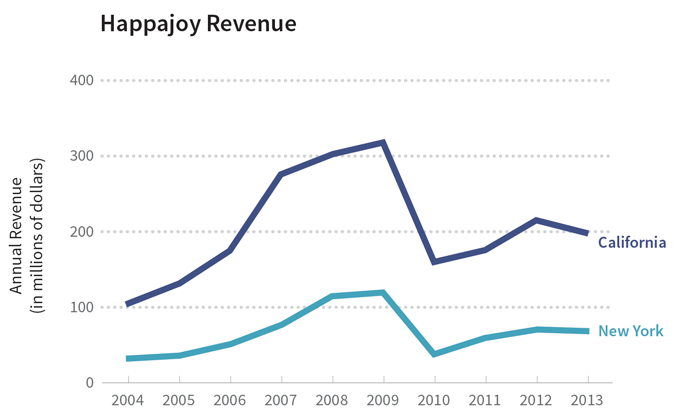 Happajoy Revenue
400
300
200
100
0
Annual Revenue
(in millions of dollars)
California
New York
2004 2005 2006 2007 2008 2009 2010 2011 2012 2013